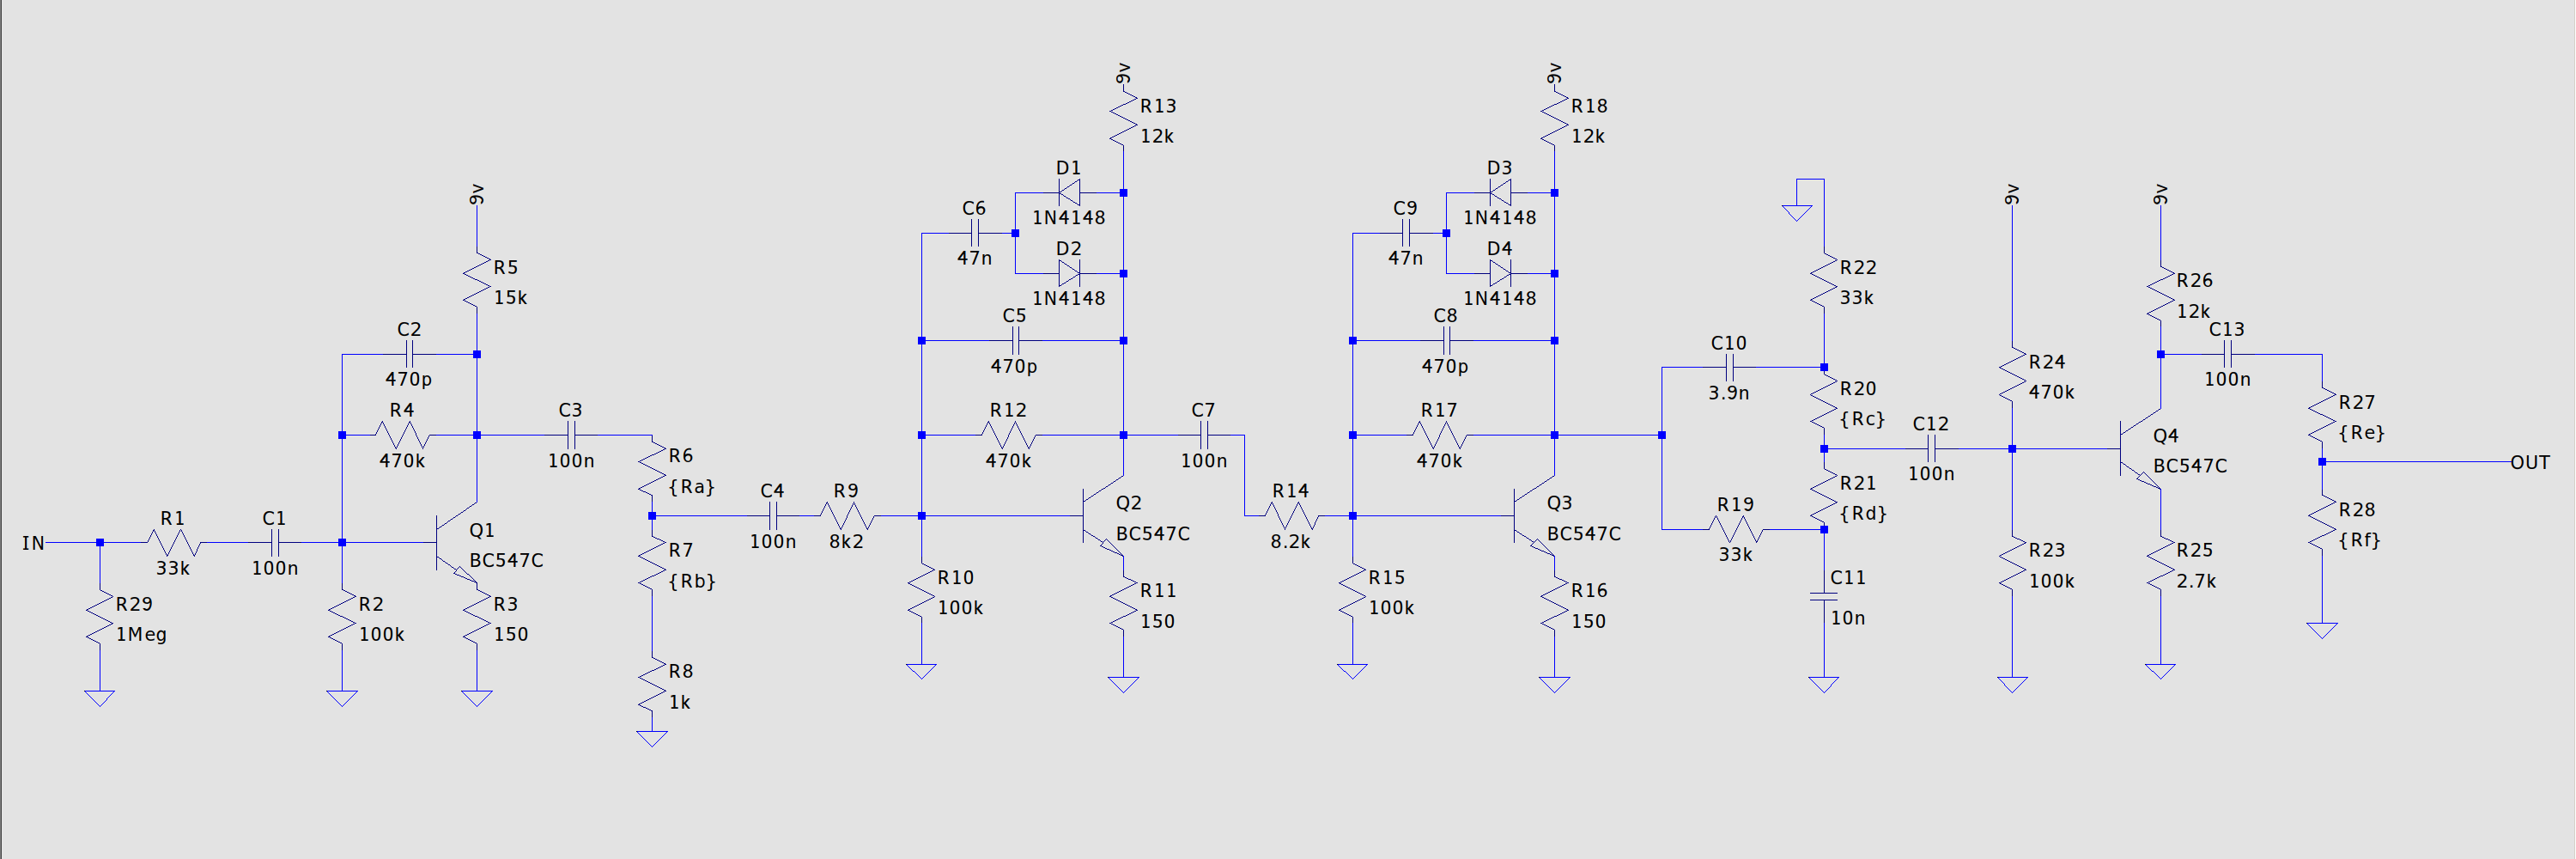 9v
R13
12k
9v
R18
12k
D1
1N4148
D3
1N4148
9v
C6
47n
C9
47n
9v
9v
D2
1N4148
D4
1N4148
R5
15k
R22
33k
R26
12k
C2
470p
C5
470p
C8
470p
C10
3.9n
C13
100n
R24
470k
R4
470k
C3
100n
R12
470k
C7
100n
R17
470k
R20
{Rc}
C12
100n
R27
{Re}
Q4
BC547C
OUT
R6
{Ra}
C4
100n
R9
8k2
R14
8.2k
R19
33k
R21
{Rd}
Q2
BC547C
Q3
BC547C
R28
{Rf}
IN
R1
33k
C1
100n
Q1
BC547C
R7
{Rb}
R23
100k
R25
2.7k
R10
100k
R11
150
R15
100k
R16
150
C11
10n
R29
1Meg
R2
100k
R3
150
R8
1k